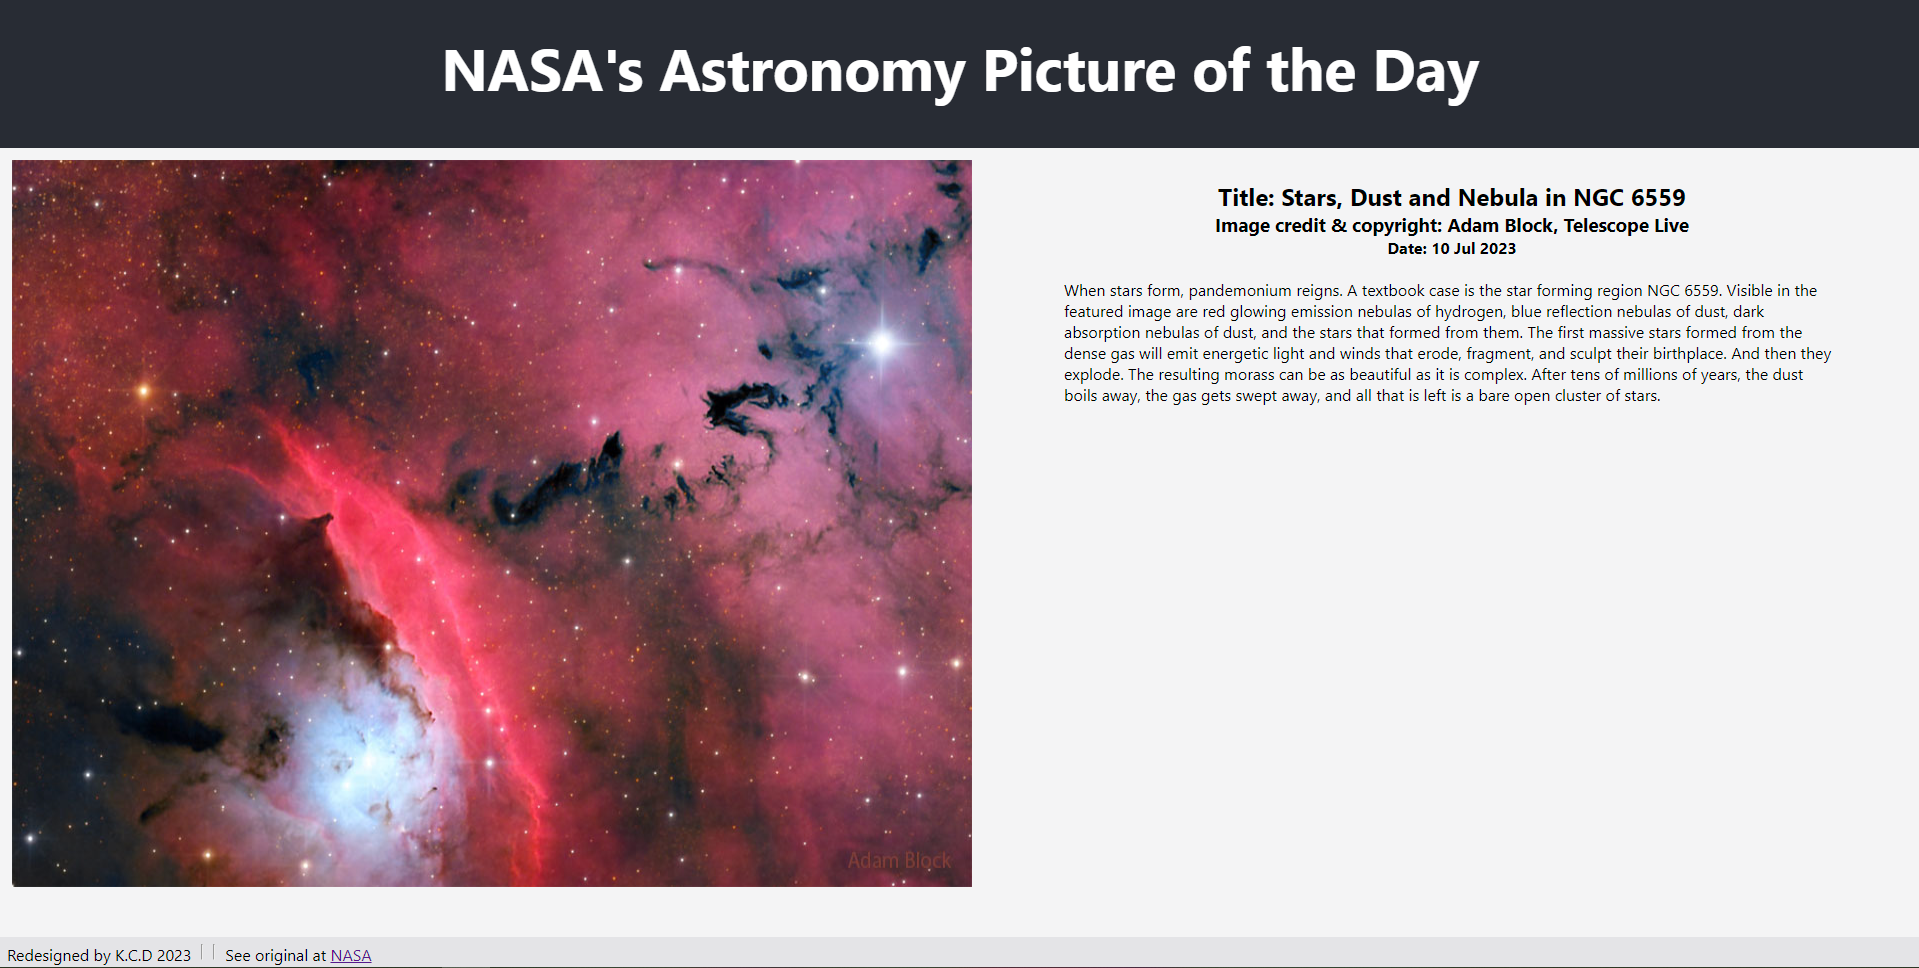 NASA's Astronomy Picture of the Day
Title: Stars, Dust and Nebula in NGC 6559
Image credit & copyright: Adam Block, Telescope Live
Date: 10 Jul 2023
When stars form, pandemonium reigns. A textbook case is the star forming region NGC 6559. Visible in the
featured image are red glowing emission nebulas of hydrogen, blue reflection nebulas of dust, dark
absorption nebulas of dust, and the stars that formed from them. The first massive stars formed from the
dense gas will emit energetic light and winds that erode, fragment, and sculpt their birthplace. And then they
explode. The resulting morass can be as beautiful as it is complex. After tens of millions of years, the dust
boils away, the gas gets swept away, and all that is left is a bare open cluster of stars.
Adam Block
Redesigned by K.C.D 2023 See original at NASA